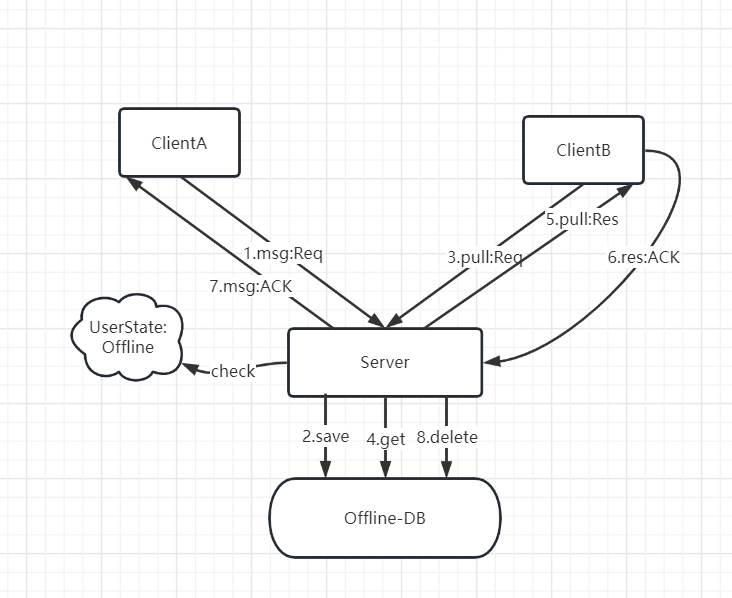 ClientA
ClientB
5.pull:Res
1.msg:Req
3.pull:Req
6.res:ACK
7.msg:ACK
UserState:
Offline
check
Server
2.save
4.get
8.delete
Offline-DB